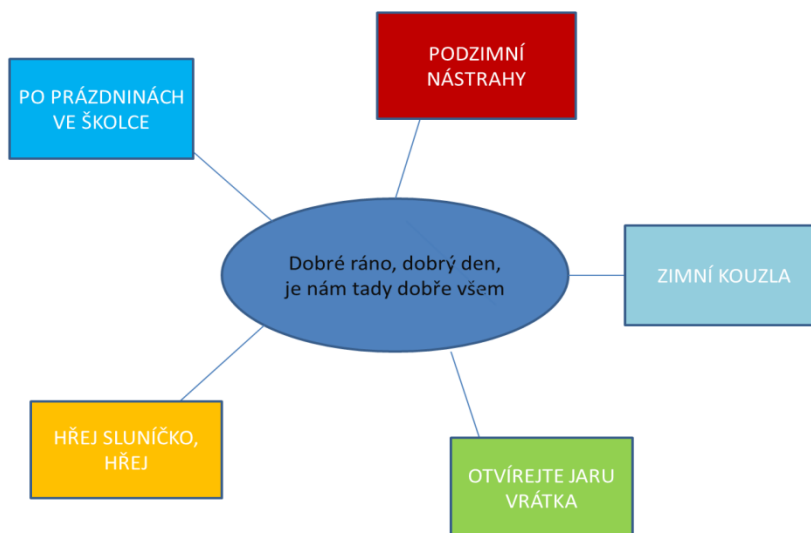 PO PRÁZDNINÁCH
VE ŠKOLCE
PODZIMNÍ
NÁSTRAHY
Dobré ráno, dobrý den,
je nám tady dobře všem
ZIMNÍ KOUZLA
HŘEJ SLUNÍČKO,
HŘEJ
OTVÍREJTE JARU
VRÁTKA